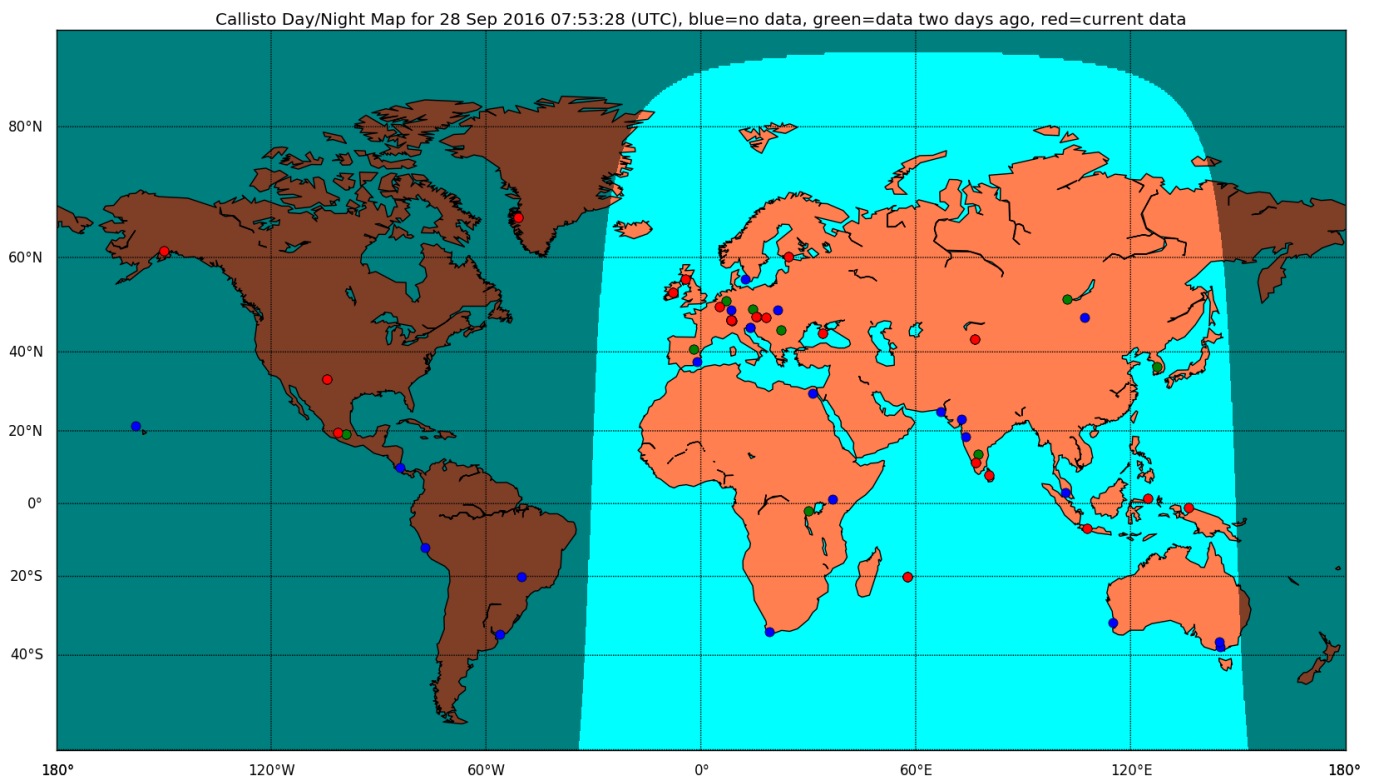 Callisto Day/Night Map for 28 Sep 2016 07:53:28 (UTC), blue=no data, green=data two days ago, red=current data
80°N
60°N
40°N
20°N
0°
20°S
40°S
180° 120°W 60°W 0° 60°E 120°E 180°